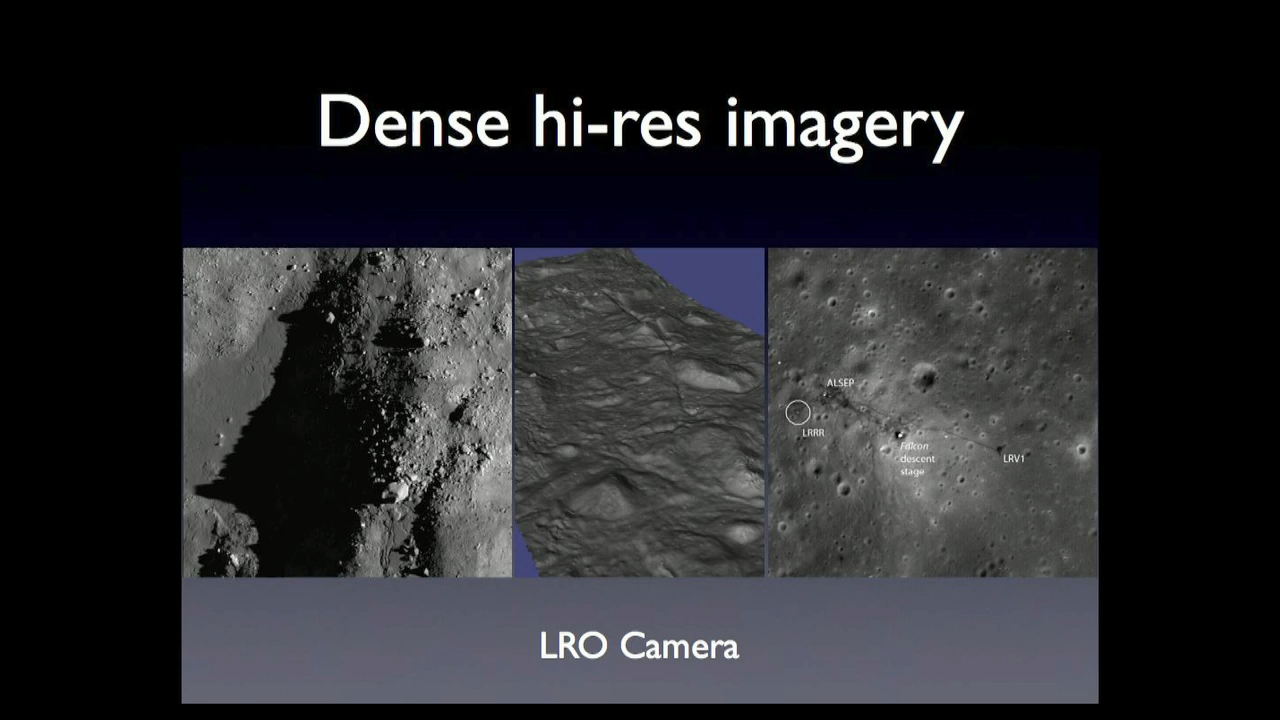 Dense hi-res imagery
ALSEP
LRRR
Falcon
descent
stage
LRV1
LRO Camera